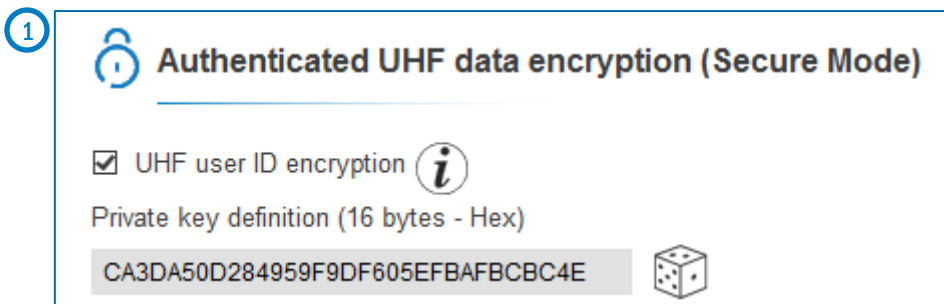 1
Authenticated UHF data encryption (Secure Mode)
UHF user ID encryption i
Private key definition (16 bytes - Hex)
CA3DA50D284959F9DF605EFBAFBCBC4E